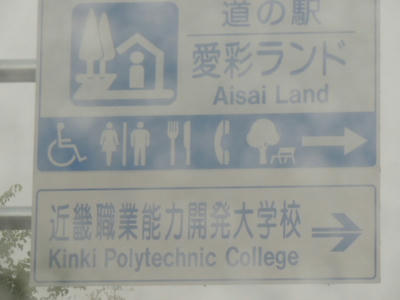 道の駅
愛彩ランド
Aisai Land
近畿職業能力開発大学校
Kinki Polytechnic College